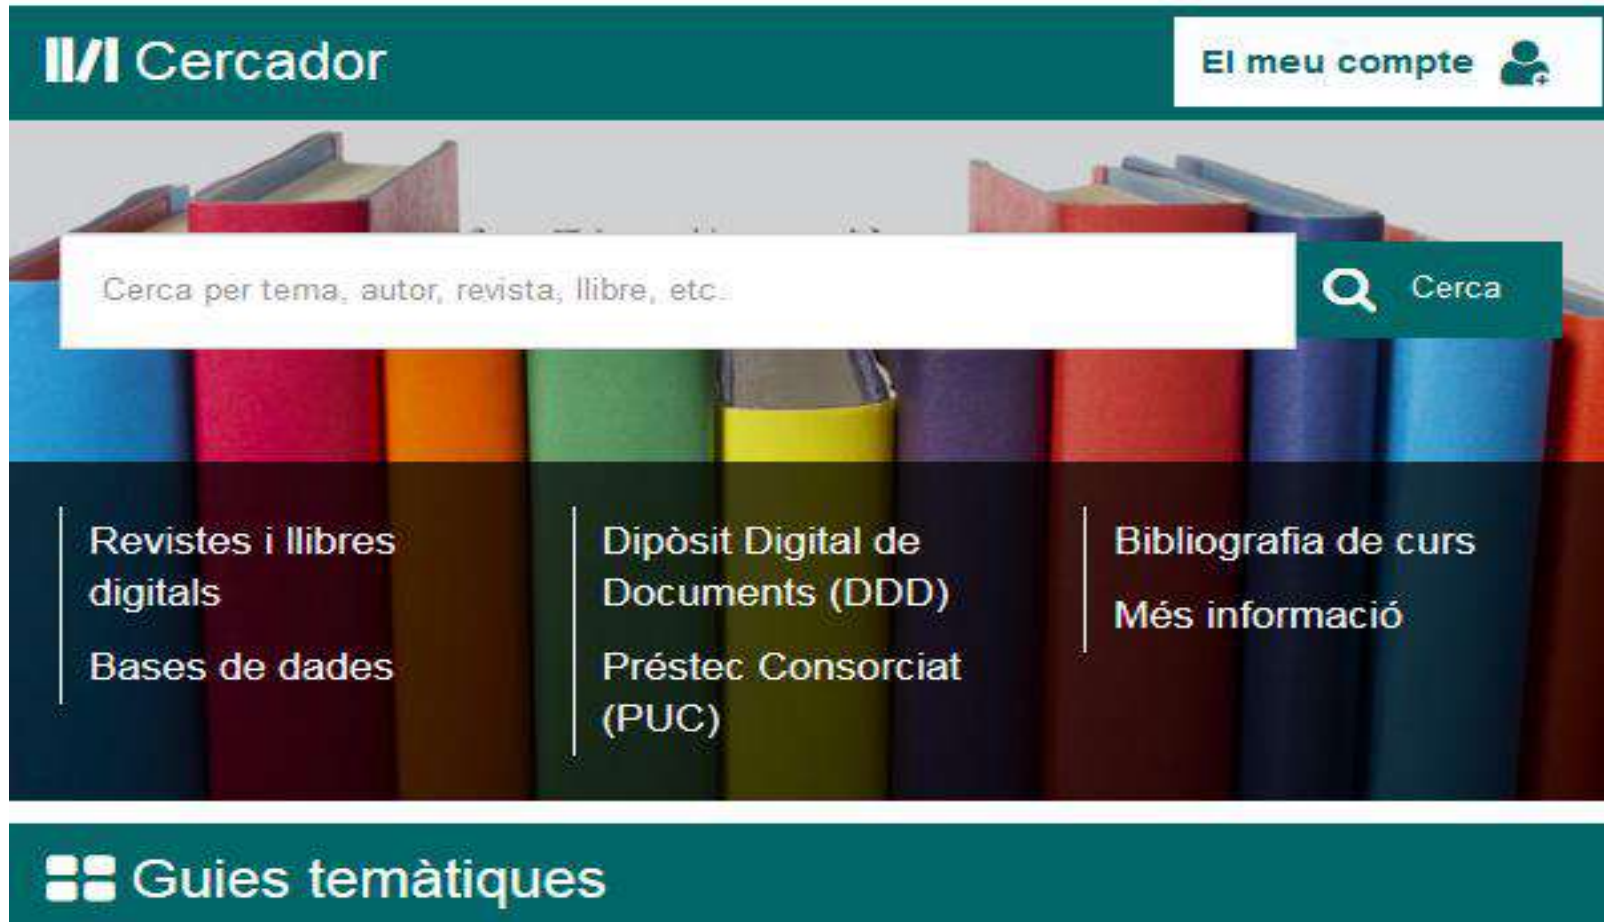 Cercador
El meu compte
Cerca per tema, autor, revista, llibre, etc.
Cerca
Revistes i llibres
digitals
Bases de dades
Dipòsit Digital de
Documents (DDD)
Préstec Consorciat
(PUC)
Bibliografia de curs
Més informació
Guies temàtiques